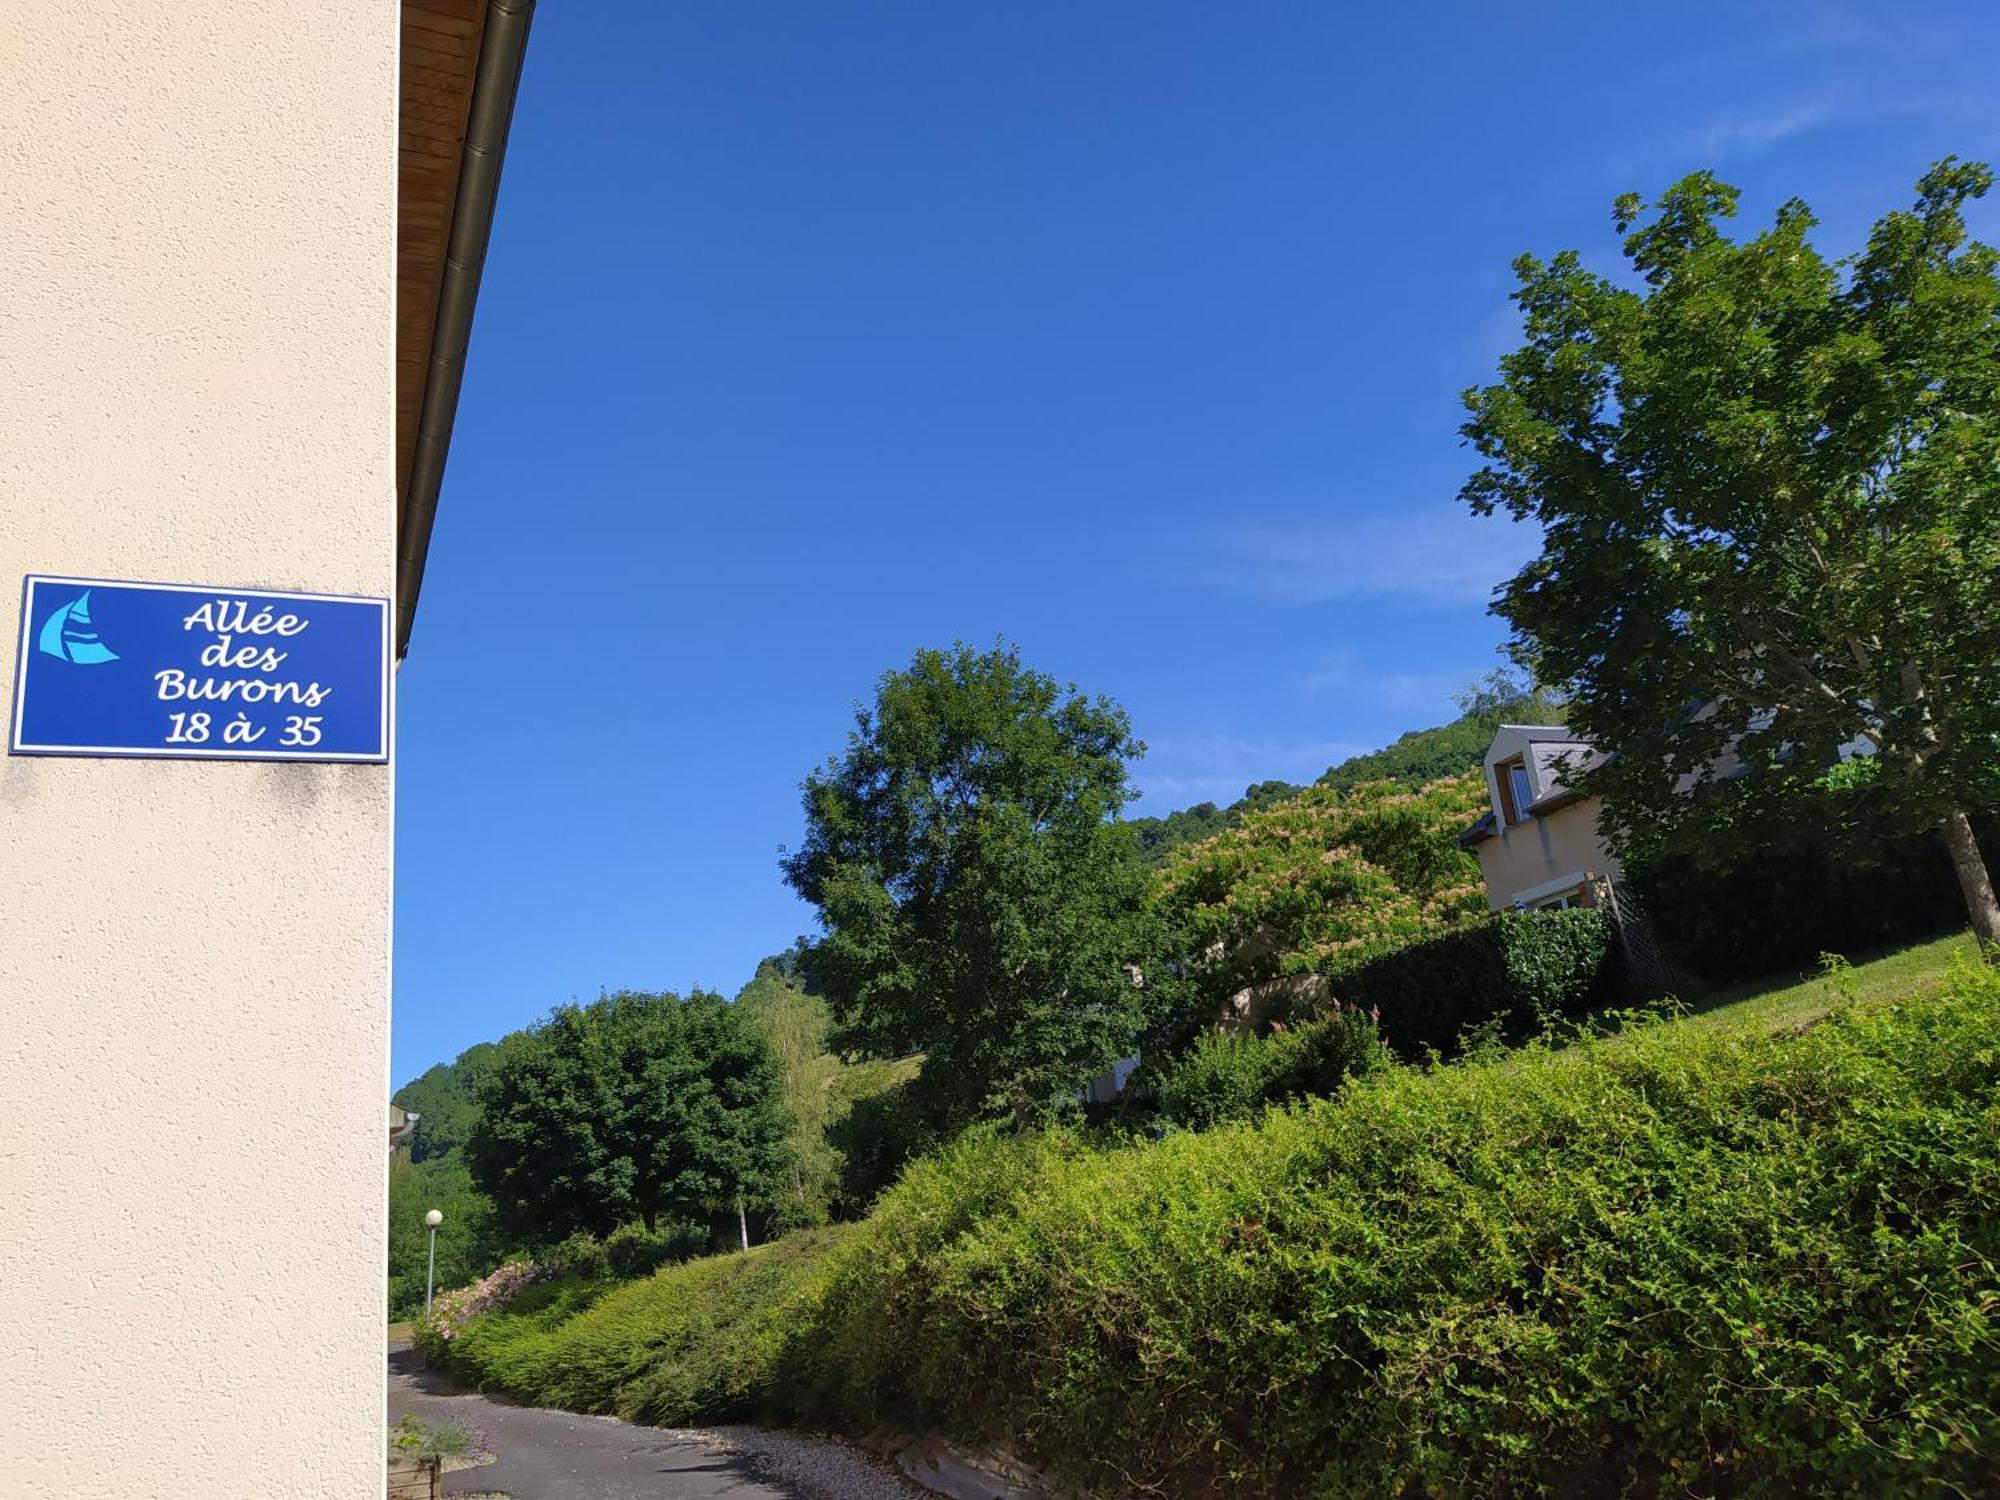 Allée
des
Burons
18 à 35